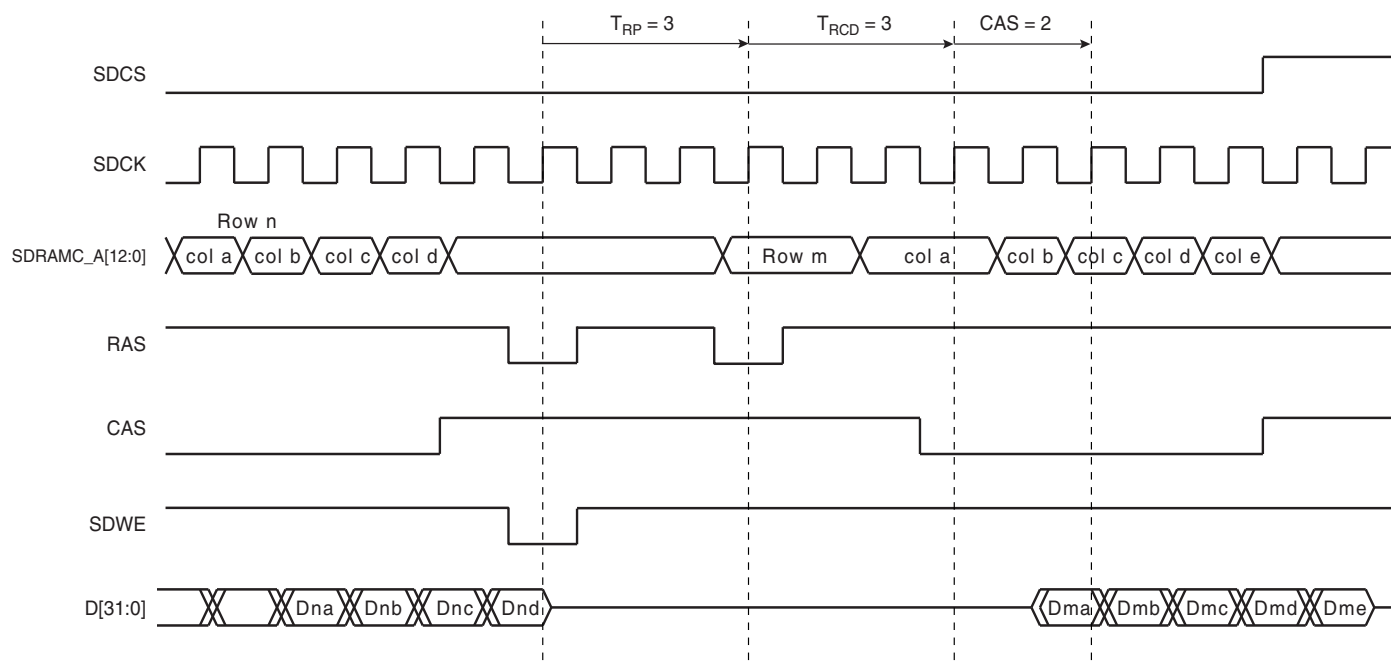 T_RP = 3 T_RCD = 3 CAS = 2
SDCS
SDCK
Row n
SDRAMC_A[12:0] col a col b col c col d Row m col a col b col c col d col e
RAS
CAS
SDWE
D[31:0] Dna Dnb Dnc Dnd Dma Dmb Dmc Dmd Dme